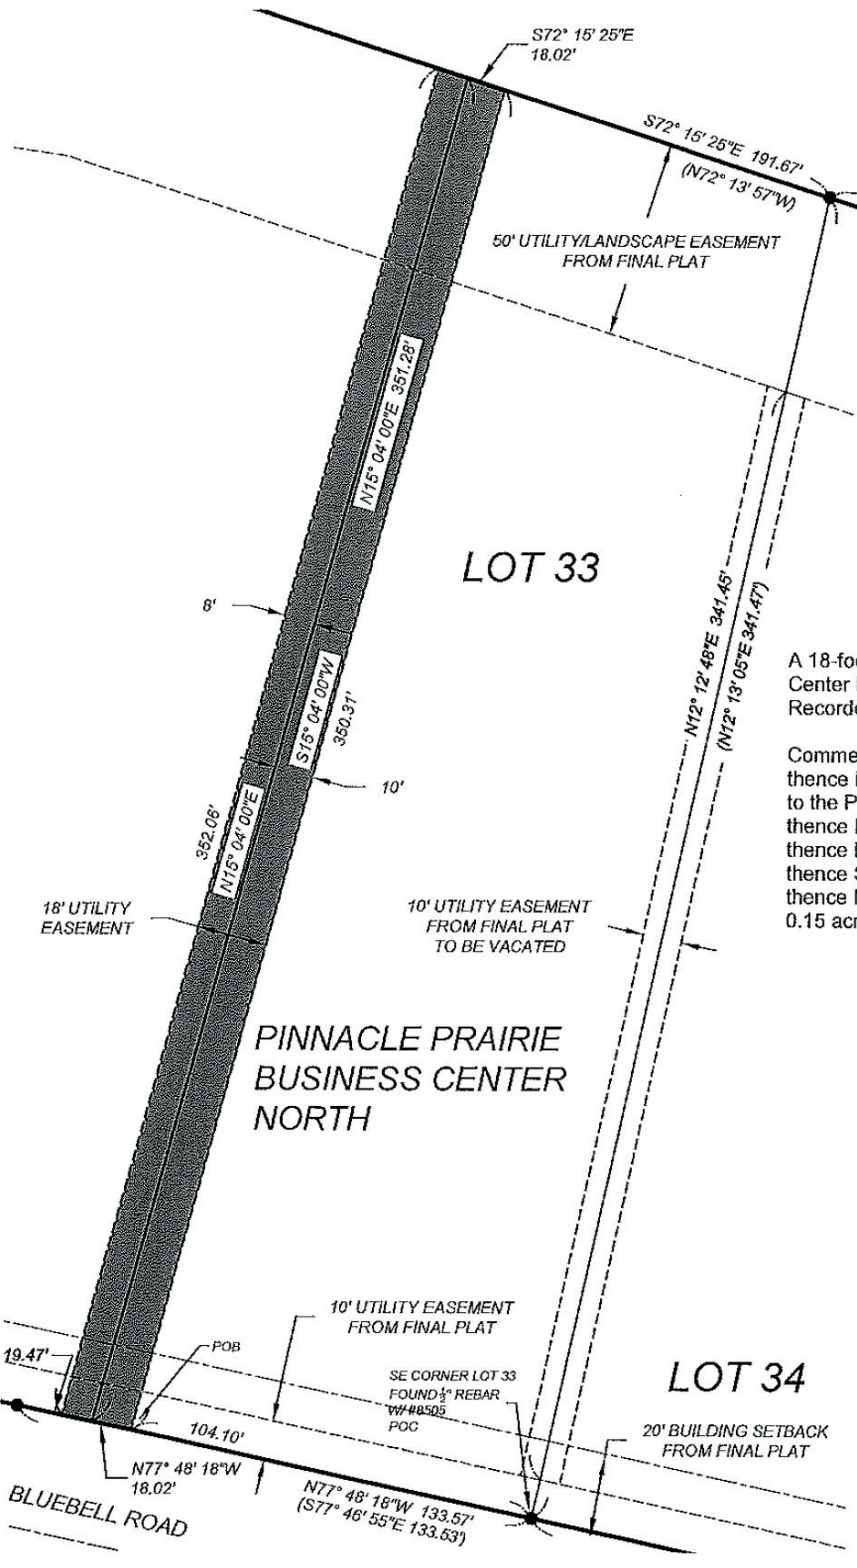 S72° 15' 25"E
18.02'
S72° 15' 25"E 191.67'
(N72° 13' 57"W)
50' UTILITY/LANDSCAPE EASEMENT
FROM FINAL PLAT
N15° 04' 00"E 351.28'
LOT 33
8'
S15° 04' 00"W
350.31'
N12° 12' 48"E 341.45'
(N12° 13' 05"E 341.47')
A 18-foo
Center
Recorde
Comme
thence i
to the P
thence
thence
thence
thence
0.15 acr
10'
352.06'
N15° 04' 00"E
18' UTILITY
EASEMENT
10' UTILITY EASEMENT
FROM FINAL PLAT
TO BE VACATED
PINNACLE PRAIRIE
BUSINESS CENTER
NORTH
10' UTILITY EASEMENT
FROM FINAL PLAT
19.47'
POB
SE CORNER LOT 33
FOUND ½" REBAR
W/ #8505
POC
LOT 34
20' BUILDING SETBACK
FROM FINAL PLAT
104.10'
N77° 48' 18"W
18.02'
N77° 48' 18"W 133.57'
(S77° 46' 55"E 133.53')
BLUEBELL ROAD